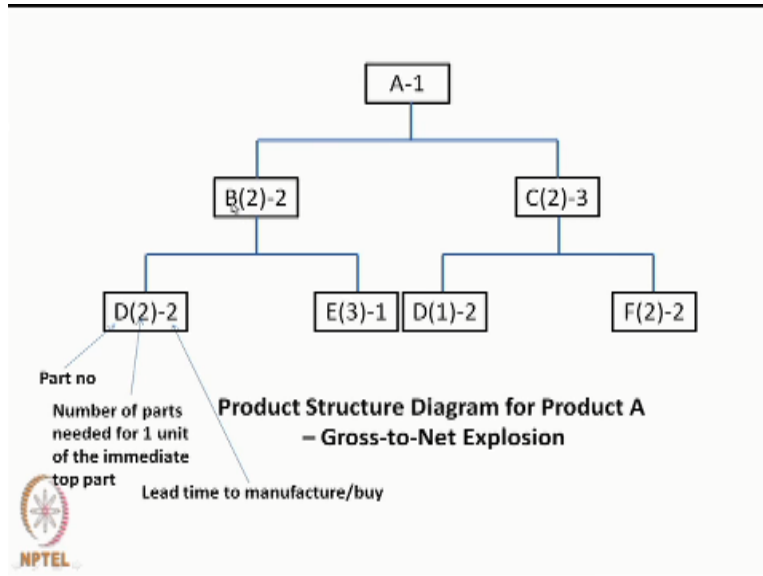 A-1
B(2)-2
C(2)-3
D(2)-2
E(3)-1
D(1)-2
F(2)-2
Part no
Number of parts
needed for 1 unit
of the immediate
top part
Lead time to manufacture/buy
Product Structure Diagram for Product A
– Gross-to-Net Explosion
NPTEL